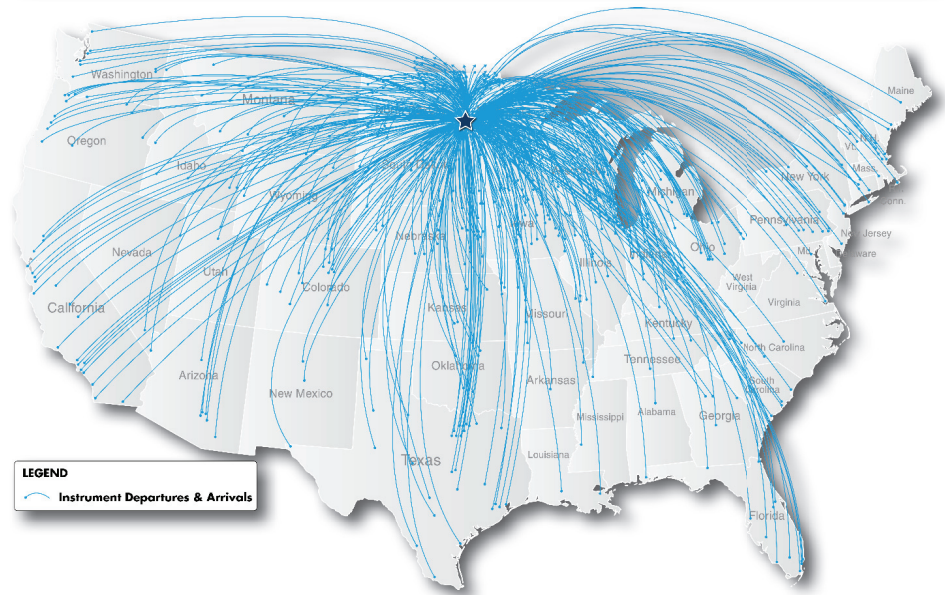 Washington
Montana
Maine
Oregon
Idaho
South Dakota
Vt.
N.H.
Wyoming
Michigan
New York
Mass.
Conn.
Nebraska
Iowa
Pennsylvania
New Jersey
Nevada
Utah
Illinois
Indiana
Ohio
Md.
Delaware
Colorado
West
Virginia
California
Kansas
Missouri
Kentucky
Virginia
North Carolina
Tennessee
Arizona
Oklahoma
Arkansas
South
Carolina
New Mexico
Mississippi
Alabama
Georgia
Texas
Louisiana
Florida
LEGEND
Instrument Departures & Arrivals